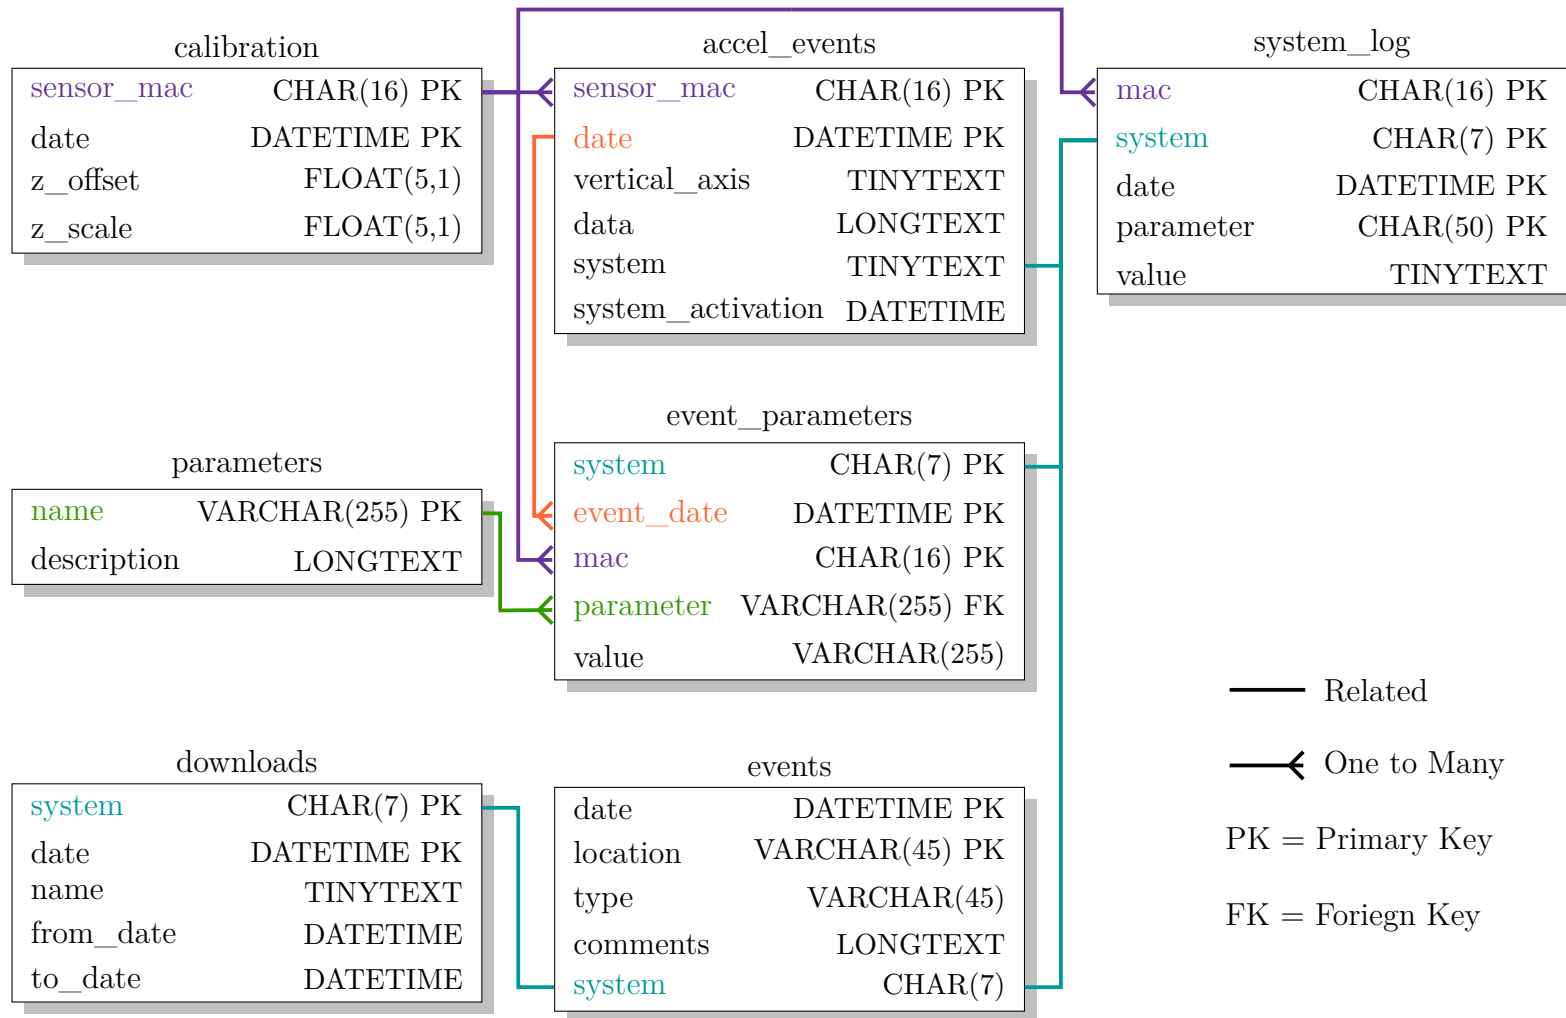 calibration
sensor_mac CHAR(16) PK
date DATETIME PK
z_offset FLOAT(5,1)
z_scale FLOAT(5,1)
accel_events
sensor_mac CHAR(16) PK
date DATETIME PK
vertical_axis TINYTEXT
data LONGTEXT
system TINYTEXT
system_activation DATETIME
system_log
mac CHAR(16) PK
system CHAR(7) PK
date DATETIME PK
parameter CHAR(50) PK
value TINYTEXT
parameters
name VARCHAR(255) PK
description LONGTEXT
event_parameters
system CHAR(7) PK
event_date DATETIME PK
mac CHAR(16) PK
parameter VARCHAR(255) FK
value VARCHAR(255)
downloads
system CHAR(7) PK
date DATETIME PK
name TINYTEXT
from_date DATETIME
to_date DATETIME
events
date DATETIME PK
location VARCHAR(45) PK
type VARCHAR(45)
comments LONGTEXT
system CHAR(7)
Related
One to Many
PK = Primary Key
FK = Foriegn Key